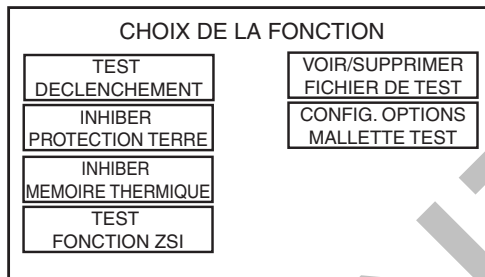 CHOIX DE LA FONCTION
TEST
DECLENCHEMENT
INHIBER
PROTECTION TERRE
INHIBER
MEMOIRE THERMIQUE
TEST
FONCTION ZSI
VOIR/SUPPRIMER
FICHIER DE TEST
CONFIG. OPTIONS
MALLETTE TEST